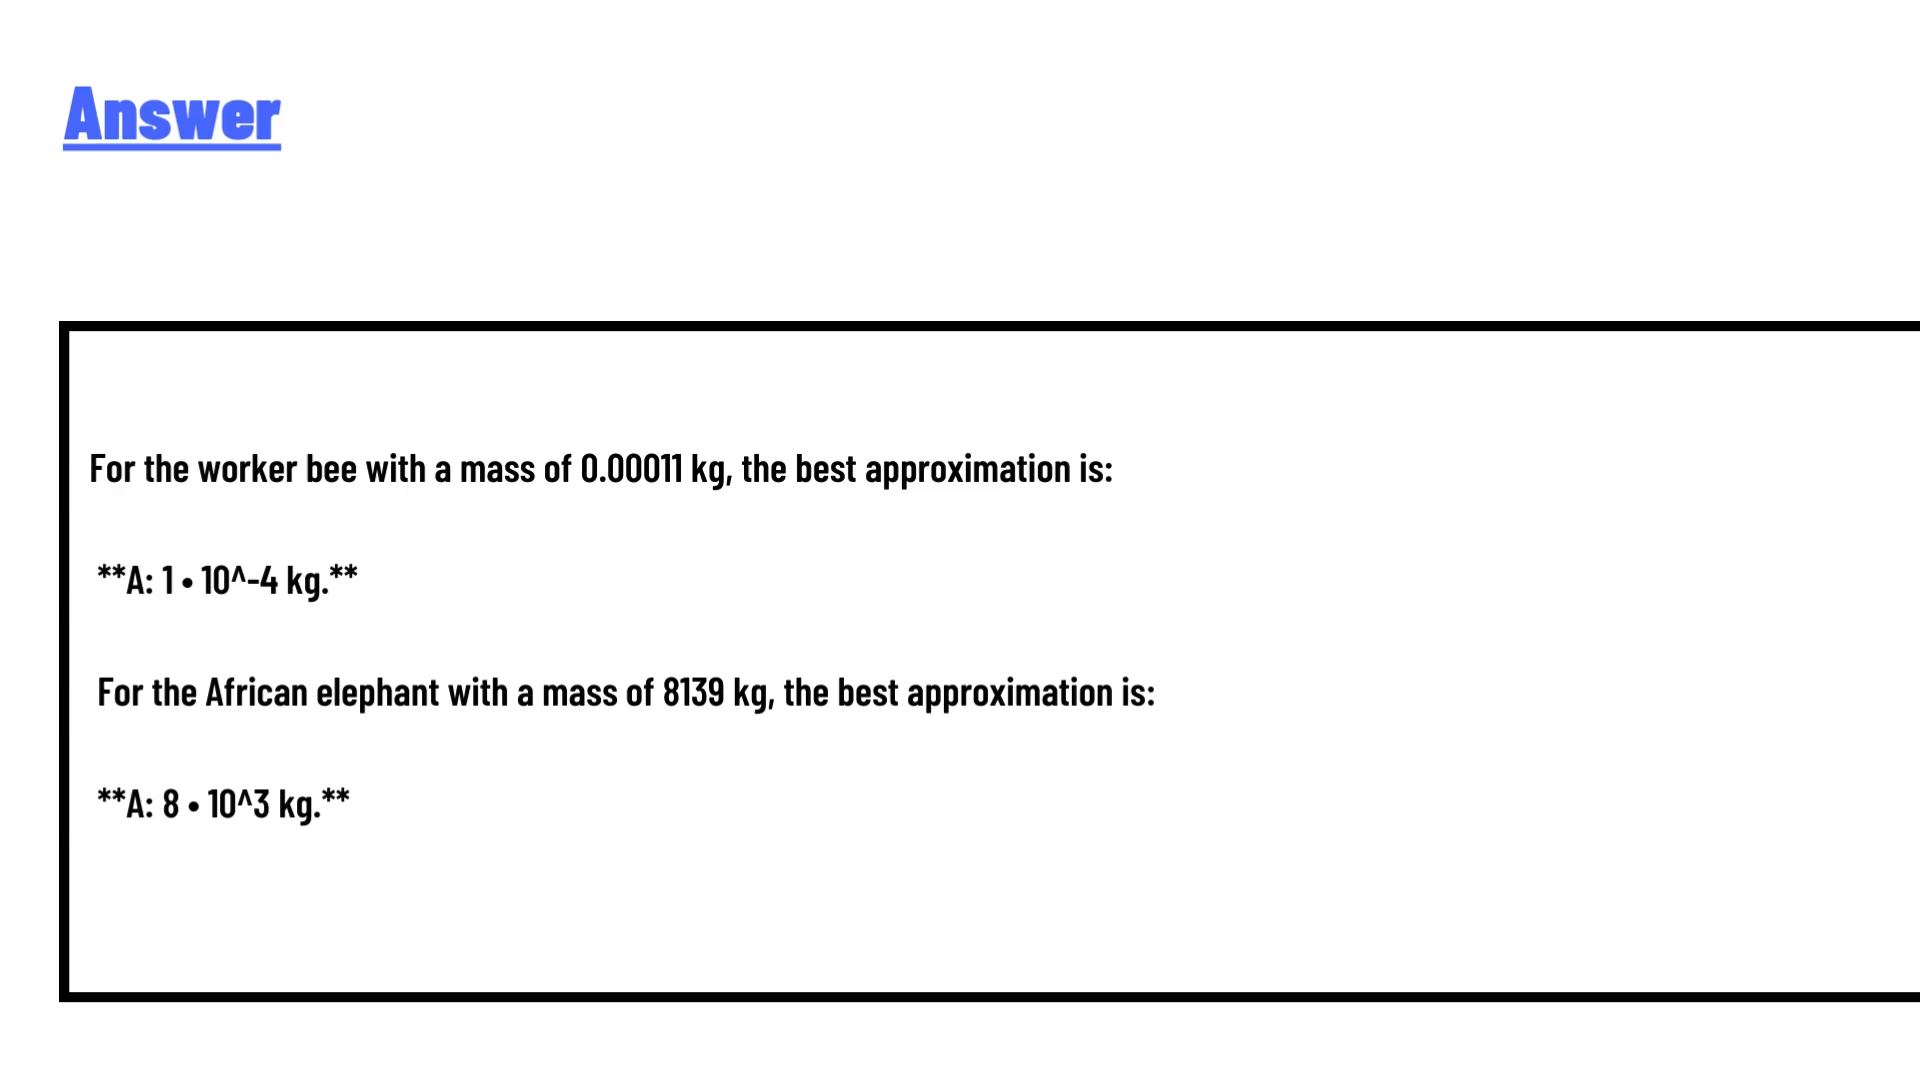 Answer
For the worker bee with a mass of 0.00011 kg, the best approximation is:
**A: 1 • 10^-4 kg.**
For the African elephant with a mass of 8139 kg, the best approximation is:
**A: 8 • 10^3 kg.**